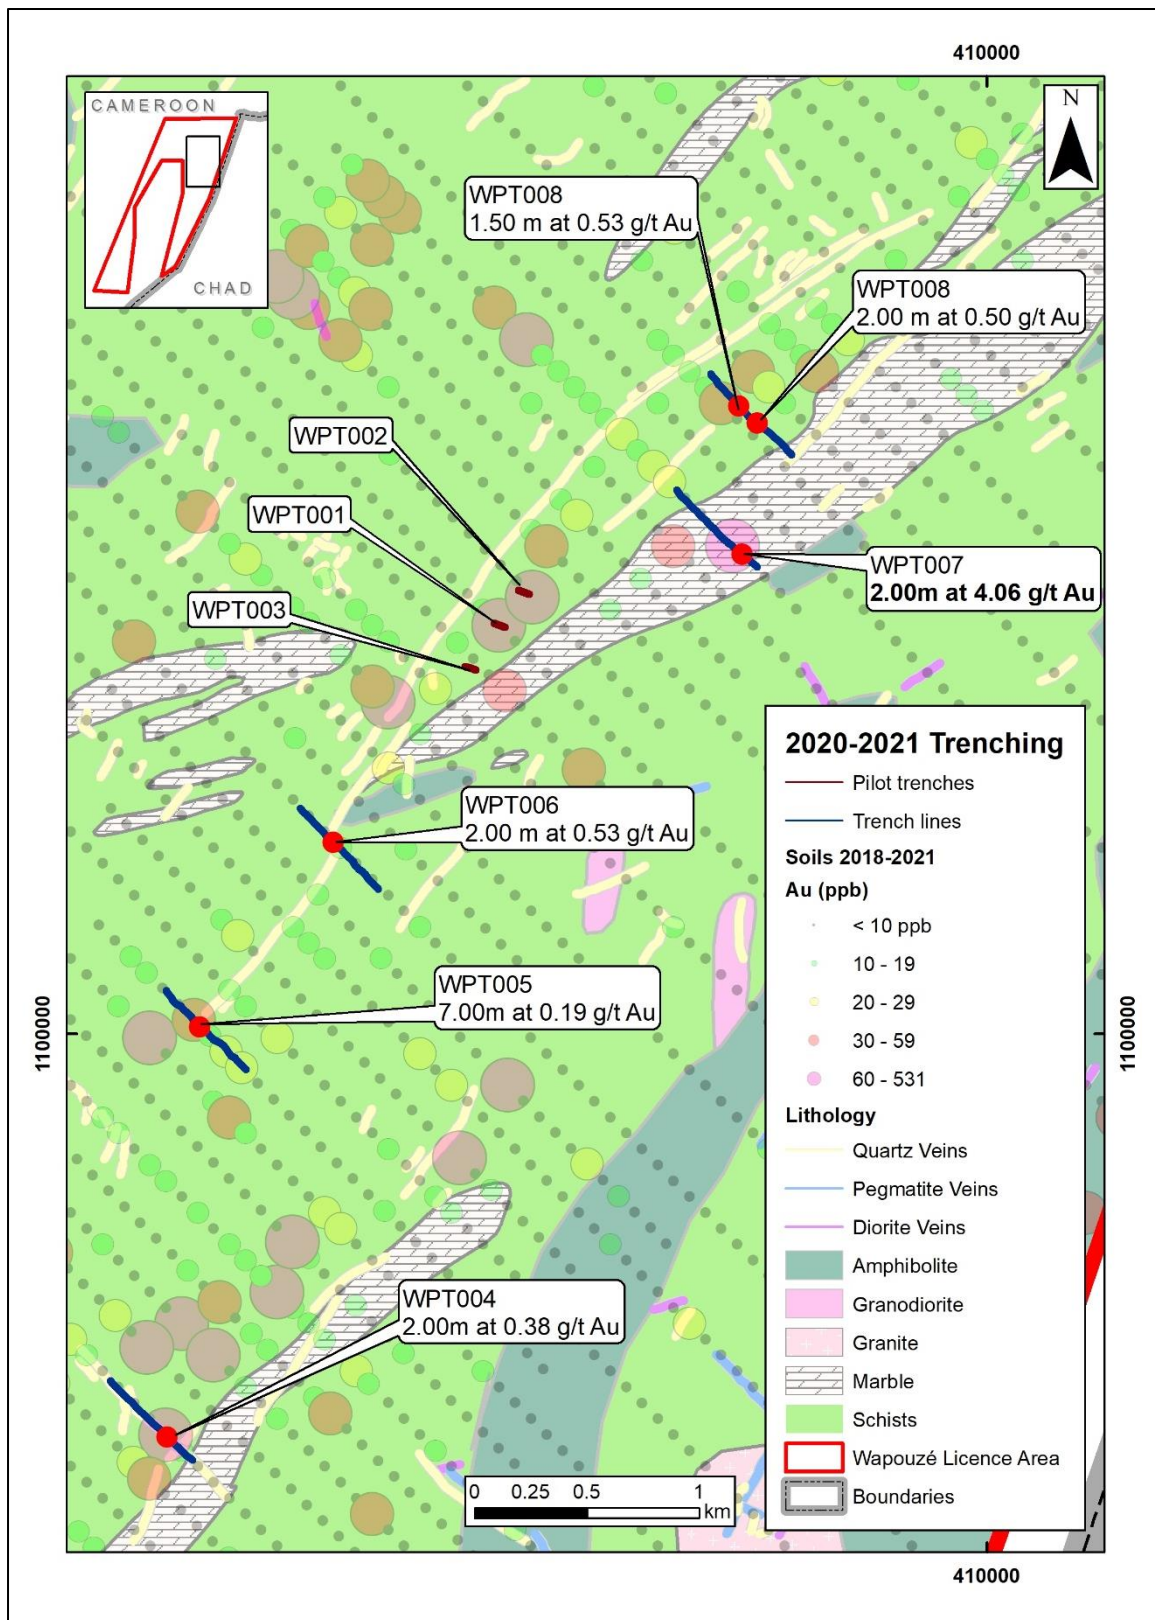 410000
CAMEROON
CHAD
N
WPT008
1.50 m at 0.53 g/t Au
WPT008
2.00 m at 0.50 g/t Au
WPT002
WPT001
WPT003
WPT007
2.00m at 4.06 g/t Au
WPT006
2.00 m at 0.53 g/t Au
WPT005
7.00m at 0.19 g/t Au
WPT004
2.00m at 0.38 g/t Au
1100000
1100000
2020-2021 Trenching
Pilot trenches
Trench lines
Soils 2018-2021
Au (ppb)
< 10 ppb
10 - 19
20 - 29
30 - 59
60 - 531
Lithology
Quartz Veins
Pegmatite Veins
Diorite Veins
Amphibolite
Granodiorite
Granite
Marble
Schists
Wapouzé Licence Area
Boundaries
0 0.25 0.5 1
km
410000